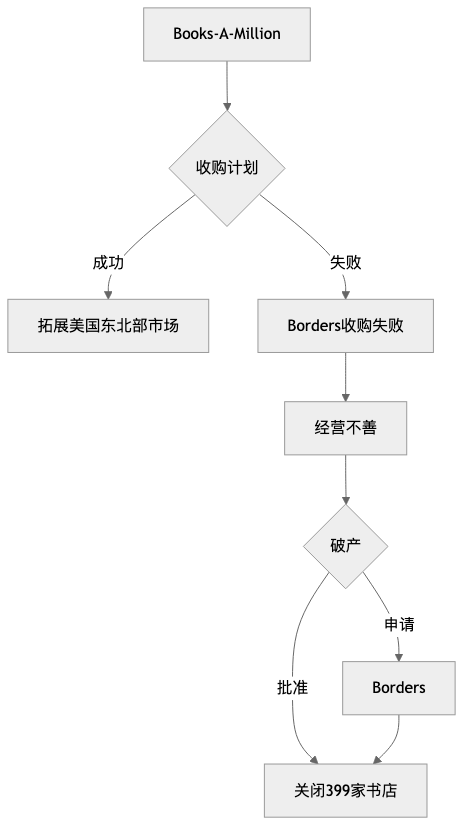 Books-A-Million
收购计划
成功
失败
拓展美国东北部市场
Borders收购失败
经营不善
破产
申请
批准
Borders
关闭399家书店